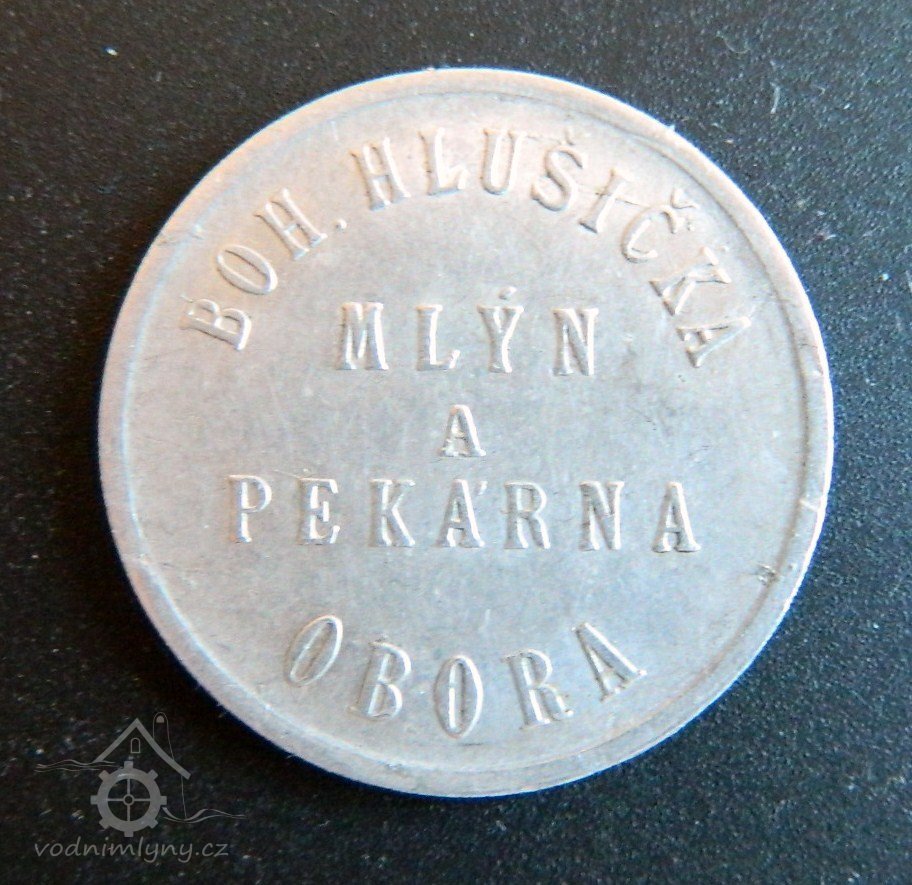 BOH. HLUŠIČKA
MLÝN
A
PEKÁRNA
OBORA
vodnimlyny.cz